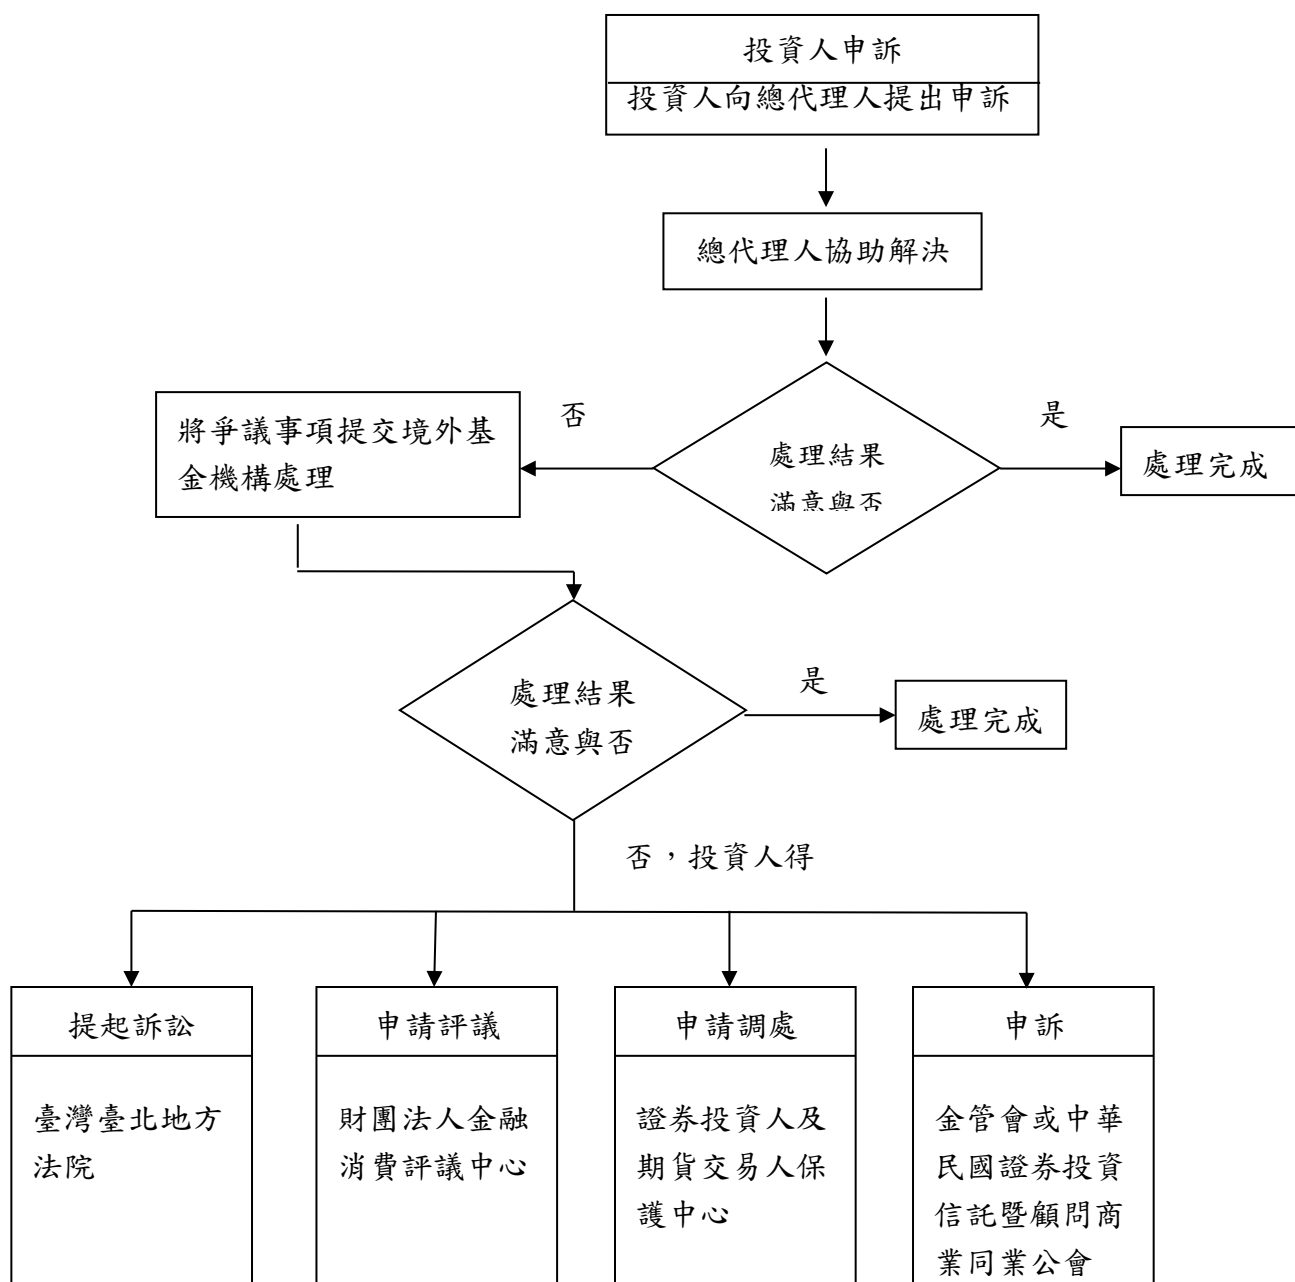 投資人申訴
投資人向總代理人提出申訴
總代理人協助解決
否
是
將爭議事項提交境外基
金機構處理
處理結果
滿意與否
處理完成
處理結果
滿意與否
是
處理完成
否，投資人得
提起訴訟
臺灣臺北地方
法院
申請評議
財團法人金融
消費評議中心
申請調處
證券投資人及
期貨交易人保
護中心
申訴
金管會或中華
民國證券投資
信託暨顧問商
業同業公會